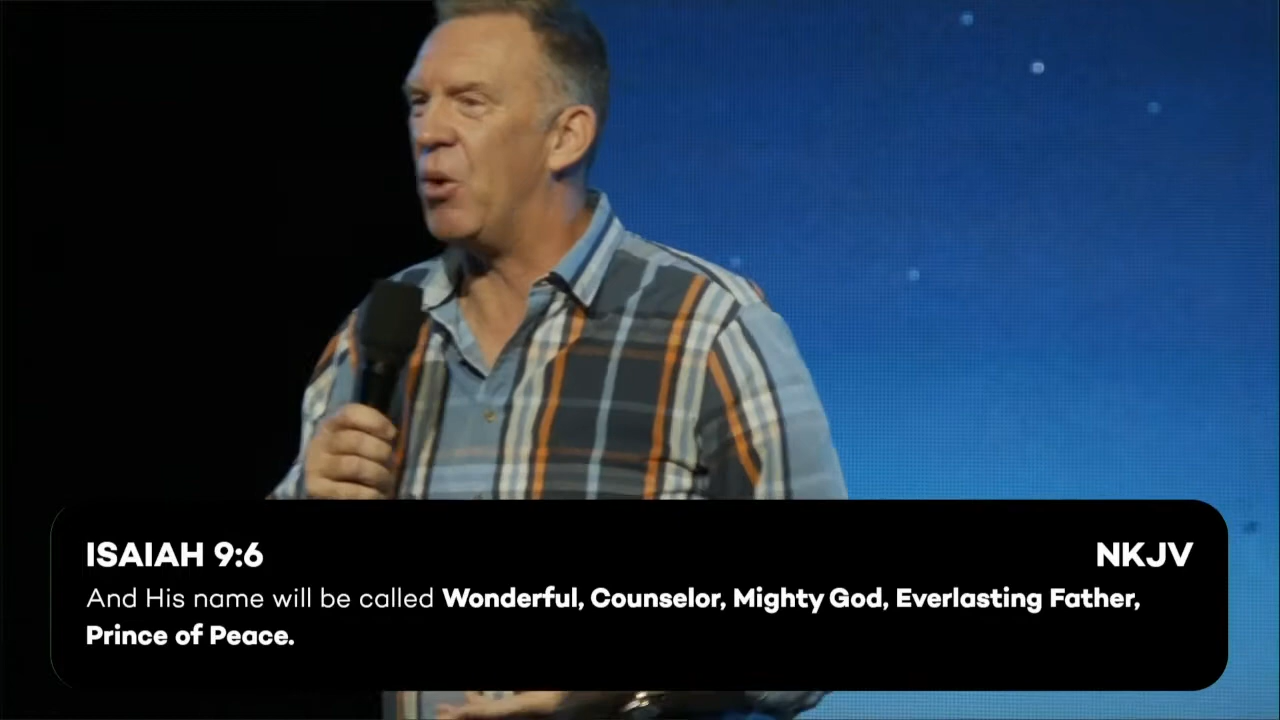 ISAIAH 9:6 NKJV
And His name will be called Wonderful, Counselor, Mighty God, Everlasting Father,
Prince of Peace.